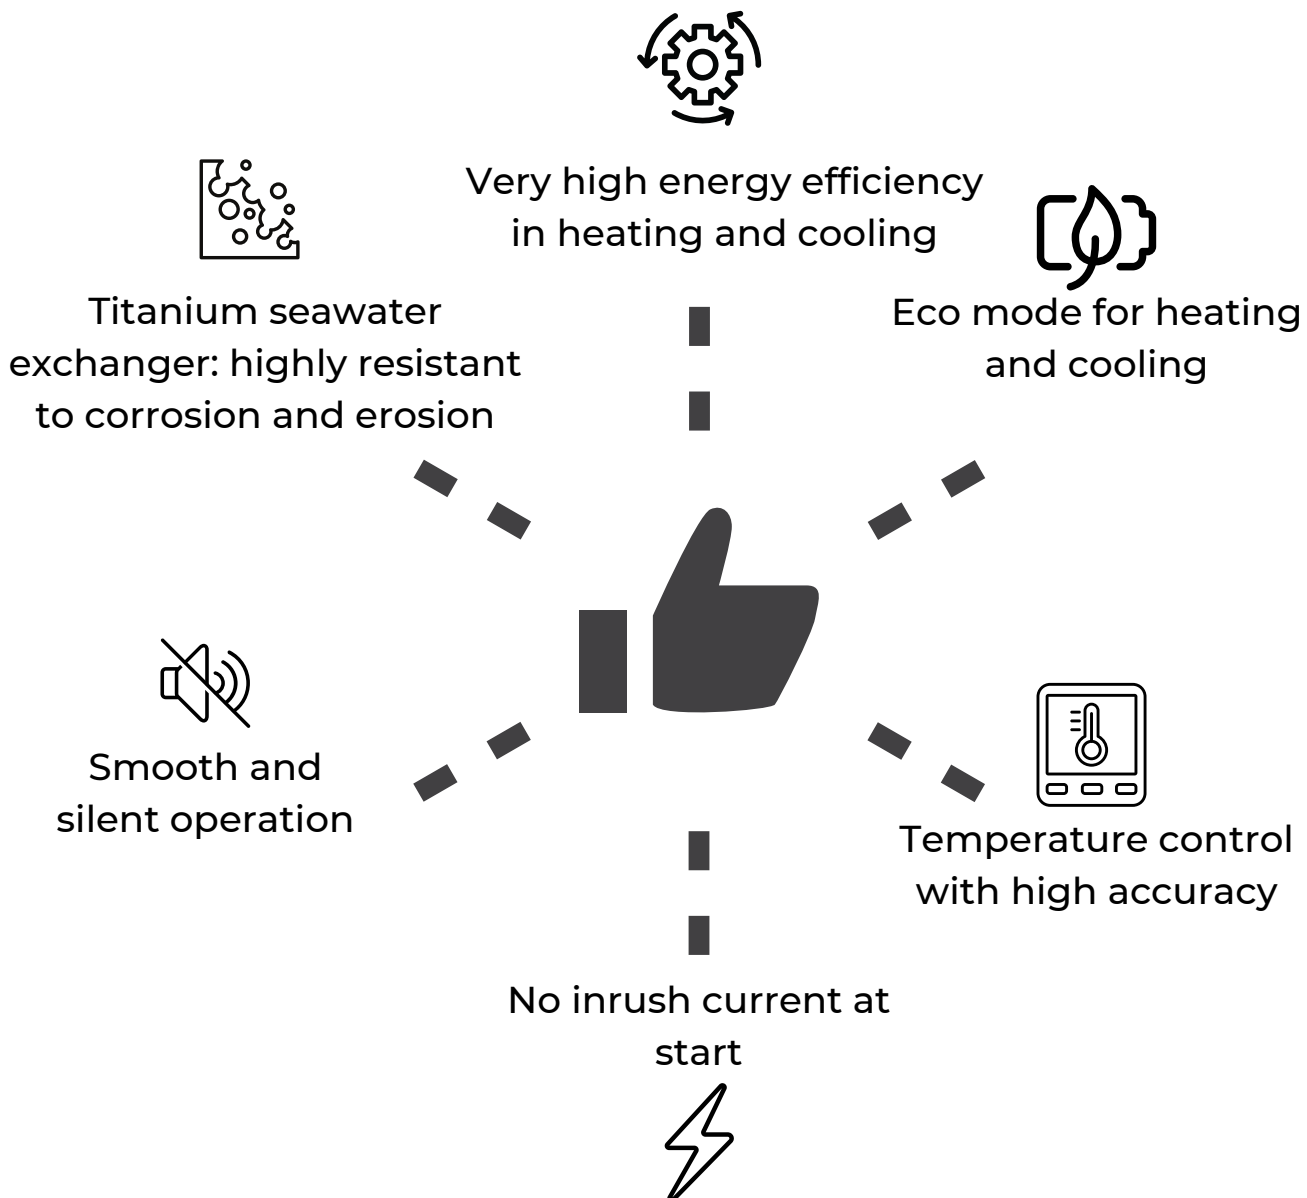 Very high energy efficiency
in heating and cooling
Titanium seawater
exchanger: highly resistant
to corrosion and erosion
Eco mode for heating
and cooling
Smooth and
silent operation
Temperature control
with high accuracy
No inrush current at
start